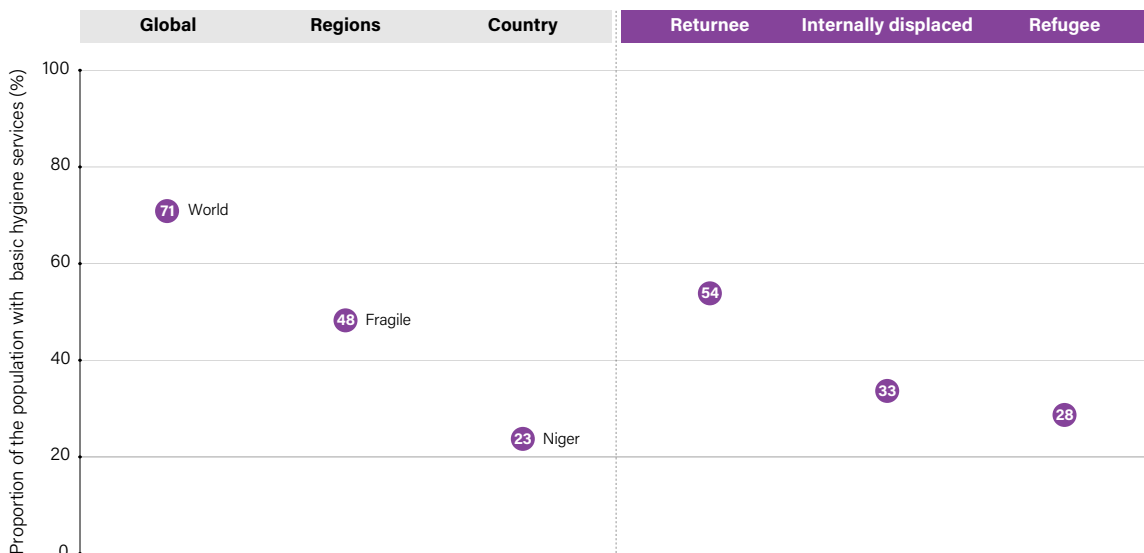 Global Regions Country Returnee Internally displaced Refugee
Proportion of the population with basic hygiene services (%)
100
80
60
40
20
0
71 World
48 Fragile
23 Niger
54
33
28